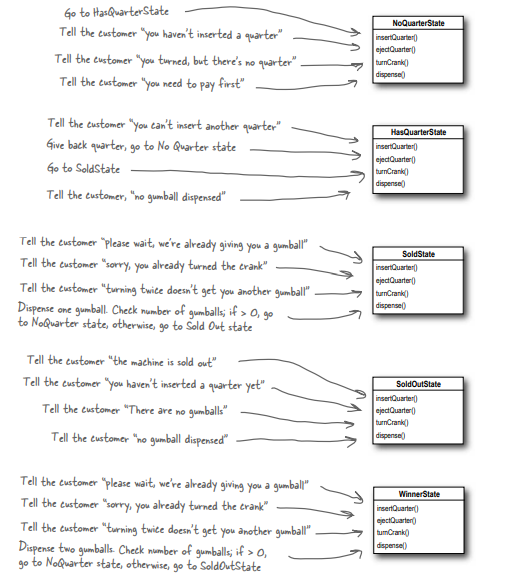 Go to HasQuarterState
Tell the customer "you haven't inserted a quarter"
Tell the customer "you turned, but there's no quarter"
Tell the customer "you need to pay first"
NoQuarterState
insertQuarter()
ejectQuarter()
turnCrank()
dispense()
Tell the customer "you can't insert another quarter"
Give back quarter, go to No Quarter state
Go to SoldState
Tell the customer, "no gumball dispensed"
HasQuarterState
insertQuarter()
ejectQuarter()
turnCrank()
dispense()
Tell the customer "please wait, we're already giving you a gumball"
Tell the customer "sorry, you already turned the crank"
Tell the customer "turning twice doesn't get you another gumball"
Dispense one gumball. Check number of gumballs; if > 0, go
to NoQuarter state, otherwise, go to Sold Out state
SoldState
insertQuarter()
ejectQuarter()
turnCrank()
dispense()
Tell the customer "the machine is sold out"
Tell the customer "you haven't inserted a quarter yet"
Tell the customer "There are no gumballs"
Tell the customer "no gumball dispensed"
SoldOutState
insertQuarter()
ejectQuarter()
turnCrank()
dispense()
Tell the customer "please wait, we're already giving you a gumball"
Tell the customer "sorry, you already turned the crank"
Tell the customer "turning twice doesn't get you another gumball"
Dispense two gumballs. Check number of gumballs; if > 0,
go to NoQuarter state, otherwise, go to SoldOutState
WinnerState
insertQuarter()
ejectQuarter()
turnCrank()
dispense()